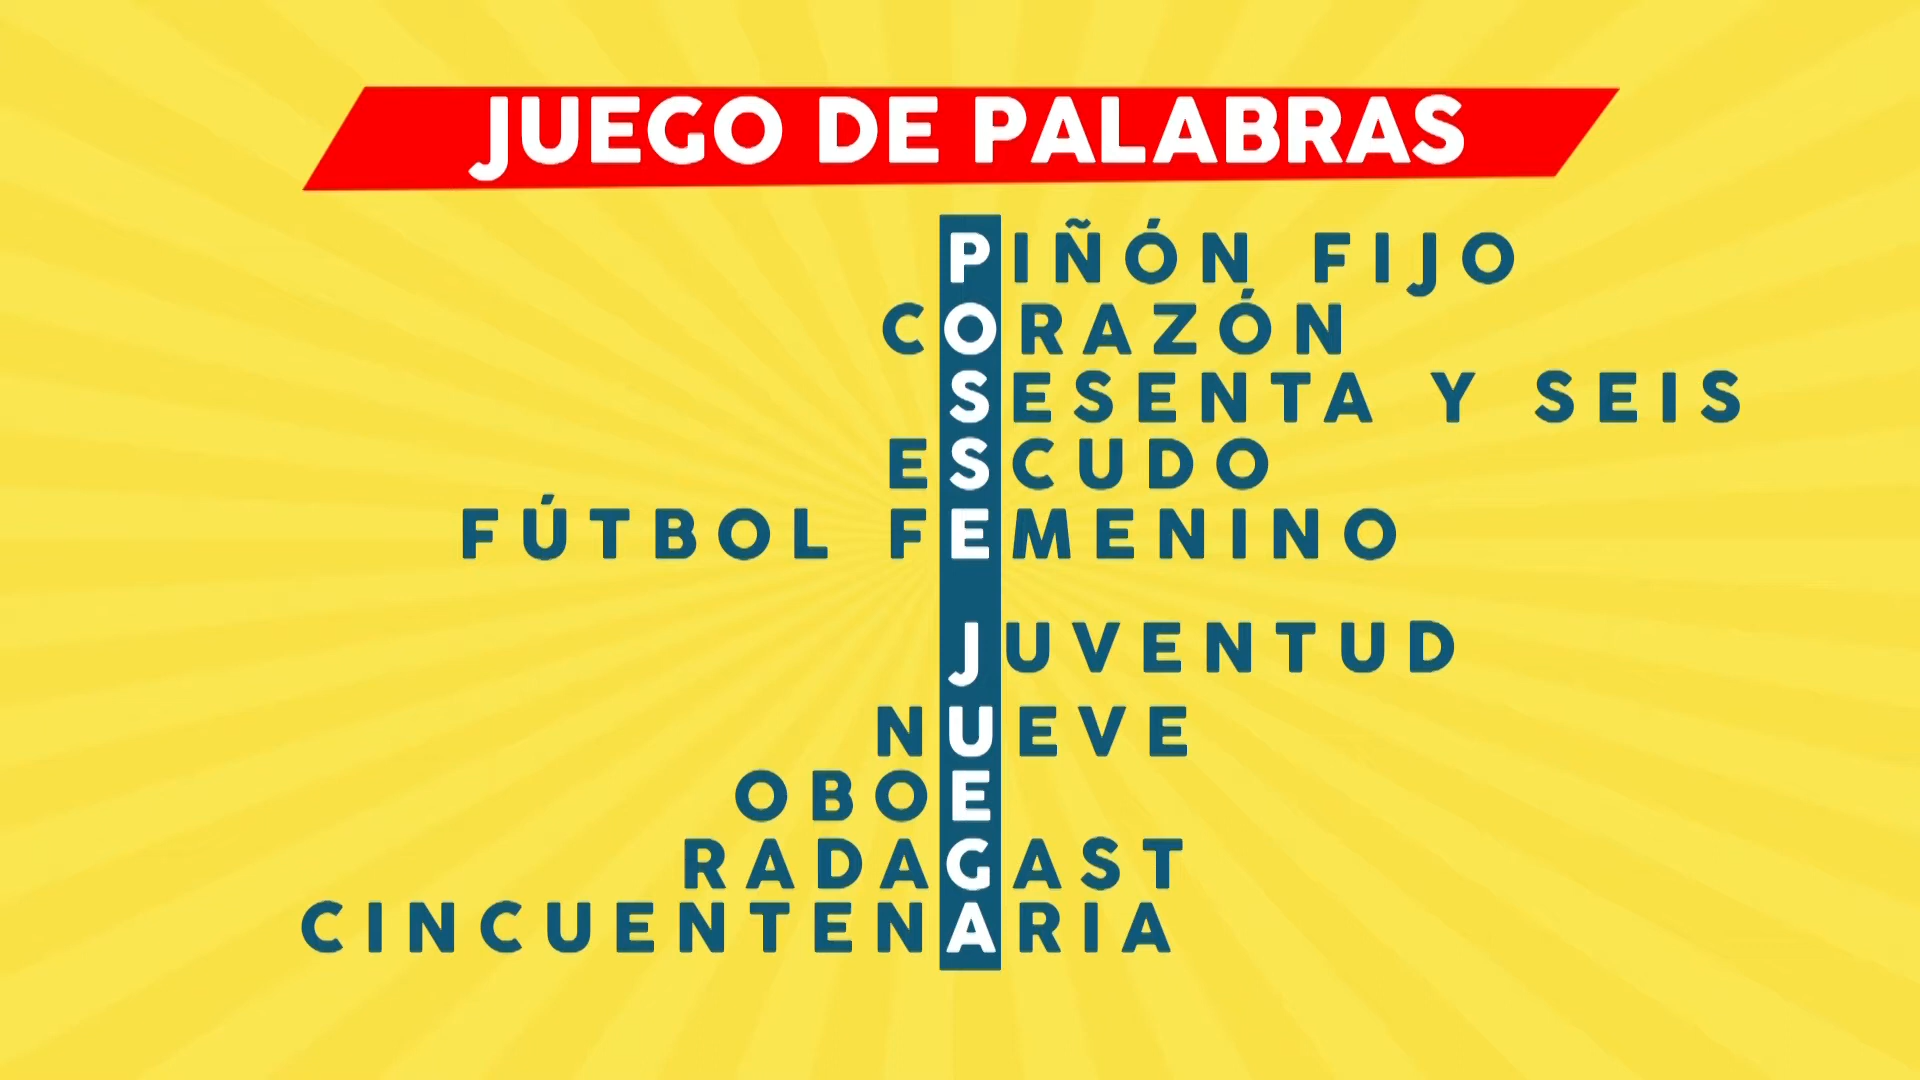 JUEGO DE PALABRAS
PIÑÓN FIJO
CORAZÓN
SESENTA Y SEIS
ESCUDO
FÚTBOL FEMENINO
JUVENTUD
NUEVE
OBOE
RADAGAST
CINCUENTENARIA